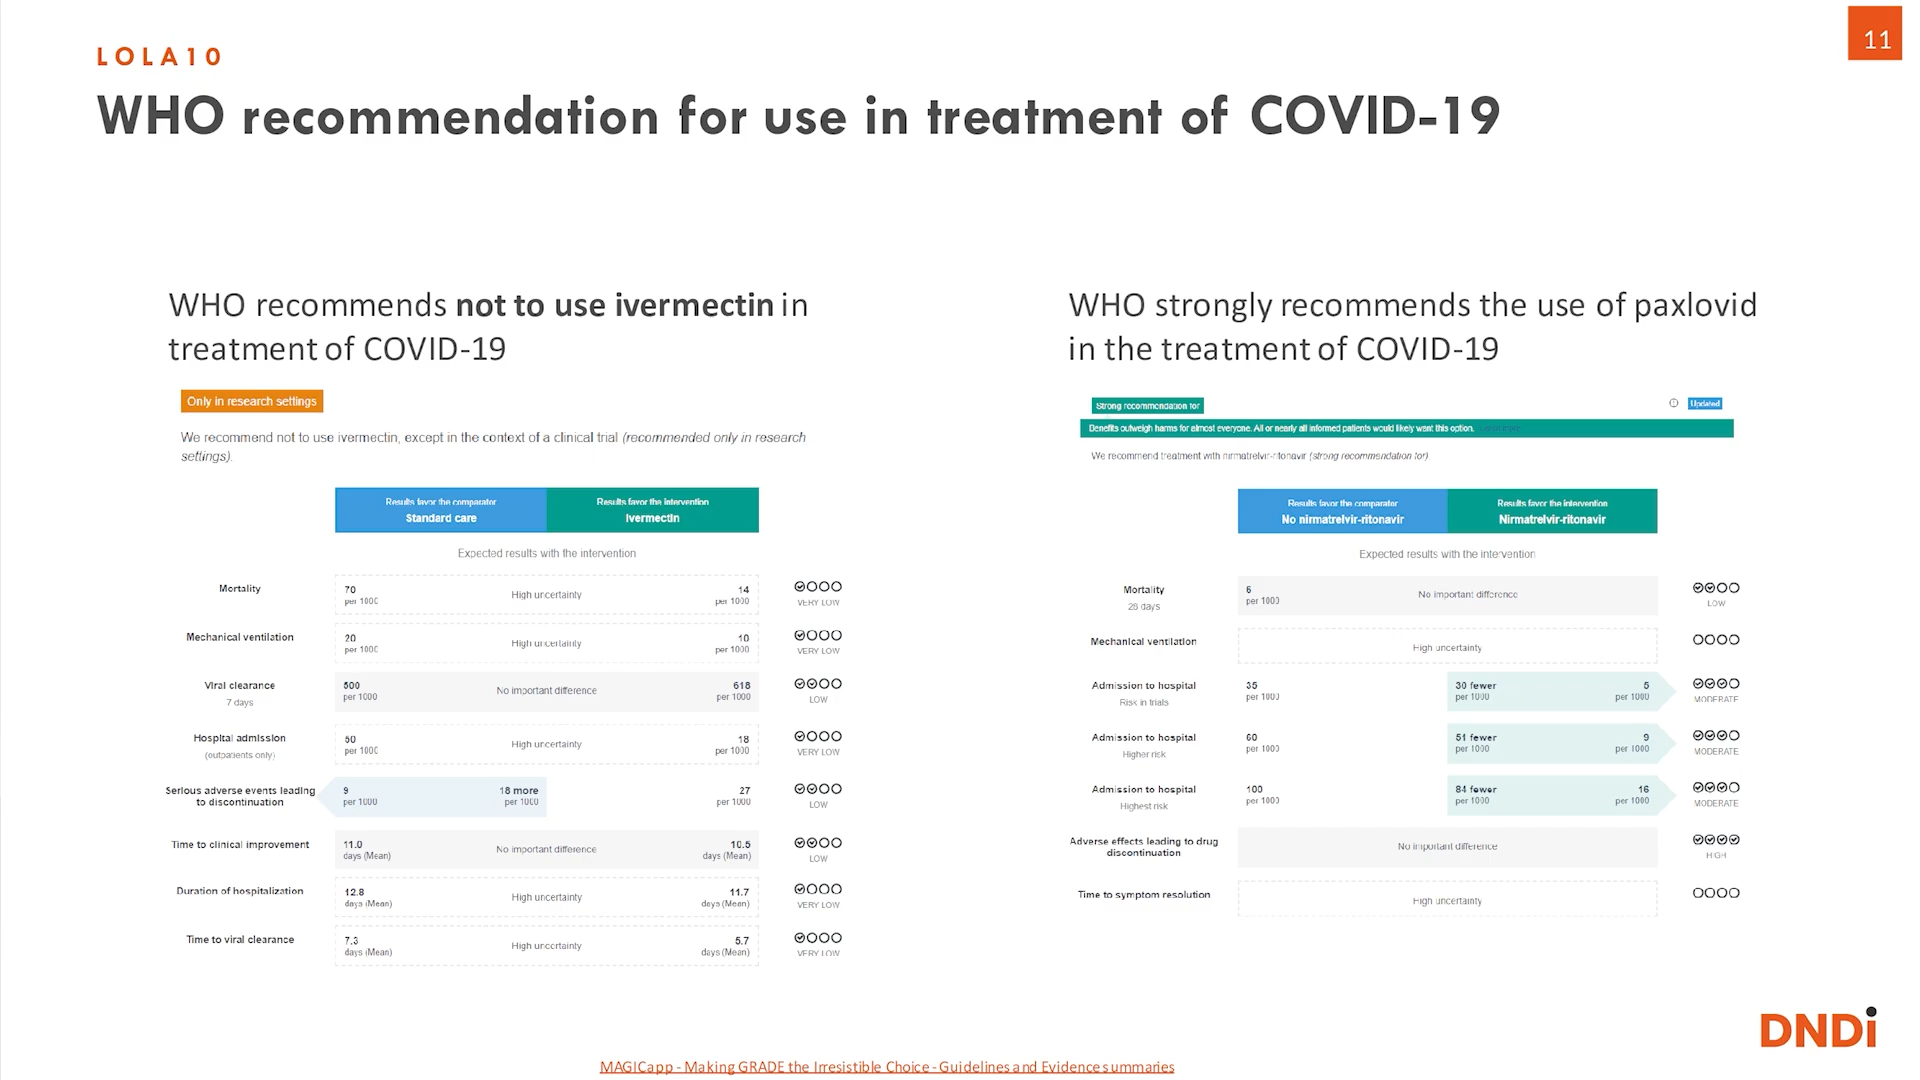 LOLA10
11
WHO recommendation for use in treatment of COVID-19
WHO recommends not to use ivermectin in
treatment of COVID-19
Only in research settings
We recommend not to use ivermectin, except in the context of a clinical trial (recommended only in research
settings).
Results favor the comparator
Standard care
Results favor the intervention
Ivermectin
Expected results with the intervention
Mortality
70
per 1000
High uncertainty
14
per 1000
VERY LOW
Mechanical ventilation
20
per 1000
High uncertainty
10
per 1000
VERY LOW
Viral clearance
7 days
500
per 1000
No important difference
618
per 1000
LOW
Hospital admission
(outpatients only)
50
per 1000
High uncertainty
18
per 1000
VERY LOW
Serious adverse events leading
to discontinuation
9
per 1000
18 more
per 1000
27
per 1000
LOW
Time to clinical improvement
11.0
days (Mean)
No important difference
10.5
days (Mean)
LOW
Duration of hospitalization
12.8
days (Mean)
High uncertainty
11.7
days (Mean)
VERY LOW
Time to viral clearance
7.3
days (Mean)
High uncertainty
5.7
days (Mean)
VERY LOW
WHO strongly recommends the use of paxlovid
in the treatment of COVID-19
Strong recommendation for
Updated
Benefits outweigh harms for almost everyone. All or nearly all informed patients would likely want this option.
We recommend treatment with nirmatrelvir-ritonavir (strong recommendation for)
Results favor the comparator
No nirmatrelvir-ritonavir
Results favor the intervention
Nirmatrelvir-ritonavir
Expected results with the intervention
Mortality
28 days
6
per 1000
No important difference
LOW
Mechanical ventilation
High uncertainty
Admission to hospital
Risk in trials
35
per 1000
30 fewer
per 1000
5
per 1000
MODERATE
Admission to hospital
Higher risk
60
per 1000
51 fewer
per 1000
9
per 1000
MODERATE
Admission to hospital
Highest risk
100
per 1000
84 fewer
per 1000
16
per 1000
MODERATE
Adverse effects leading to drug
discontinuation
No important difference
HIGH
Time to symptom resolution
High uncertainty
DNDi
MAGICapp - Making GRADE the Irresistible Choice - Guidelines and Evidence summaries